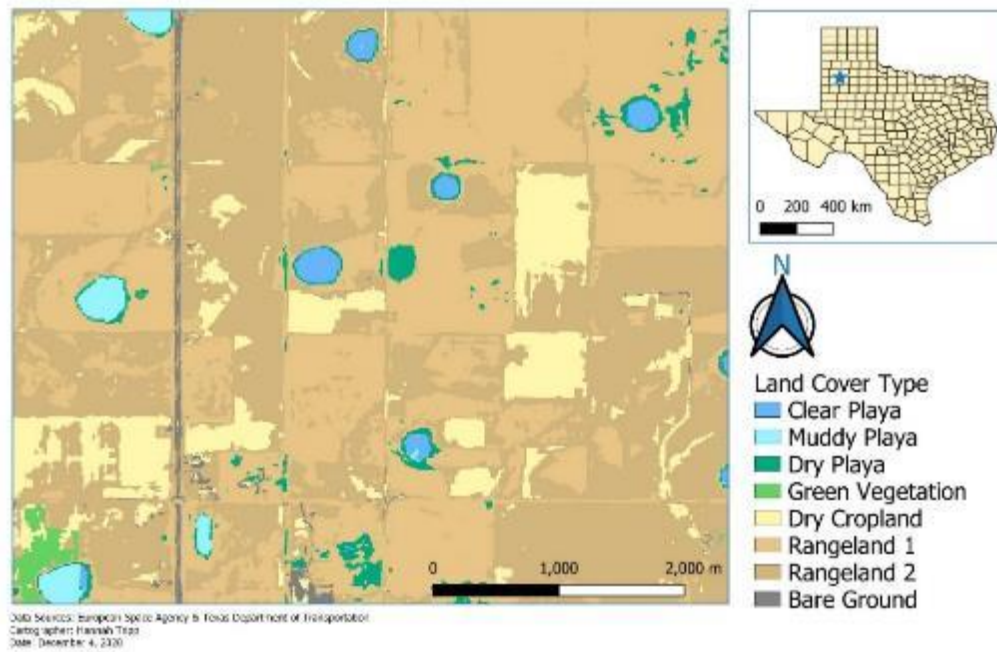 0 200 400 km
N
Land Cover Type
Clear Playa
Muddy Playa
Dry Playa
Green Vegetation
Dry Cropland
Rangeland 1
Rangeland 2
Bare Ground
0 1,000 2,000 m
Data Sources: European Space Agency & Texas Department of Transportation
Cartographer: Hannah Tripp
Date: December 4, 2020